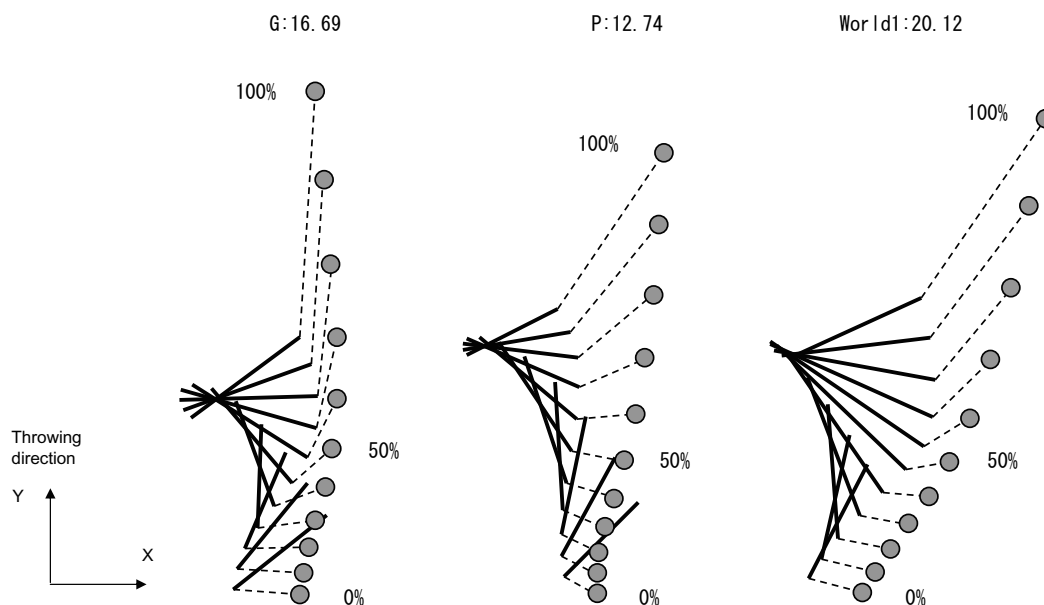 G:16.69
P:12.74
World1:20.12
100%
100%
100%
Throwing
direction
50%
50%
50%
Y
X
0%
0%
0%